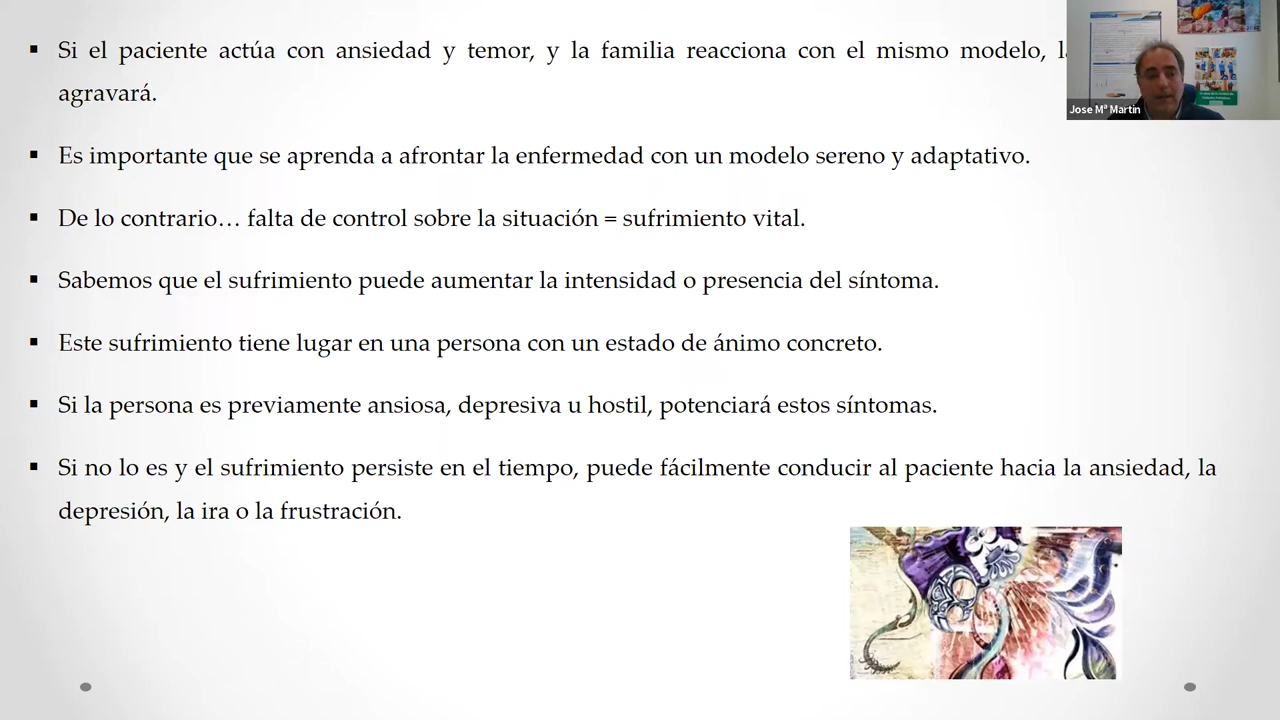 ▪ Si el paciente actúa con ansiedad y temor, y la familia reacciona con el mismo modelo,
agravará.
▪ Es importante que se aprenda a afrontar la enfermedad con un modelo sereno y adaptativo.
▪ De lo contrario… falta de control sobre la situación = sufrimiento vital.
▪ Sabemos que el sufrimiento puede aumentar la intensidad o presencia del síntoma.
▪ Este sufrimiento tiene lugar en una persona con un estado de ánimo concreto.
▪ Si la persona es previamente ansiosa, depresiva u hostil, potenciará estos síntomas.
▪ Si no lo es y el sufrimiento persiste en el tiempo, puede fácilmente conducir al paciente hacia la ansiedad, la
depresión, la ira o la frustración.
Jose Mª Martín